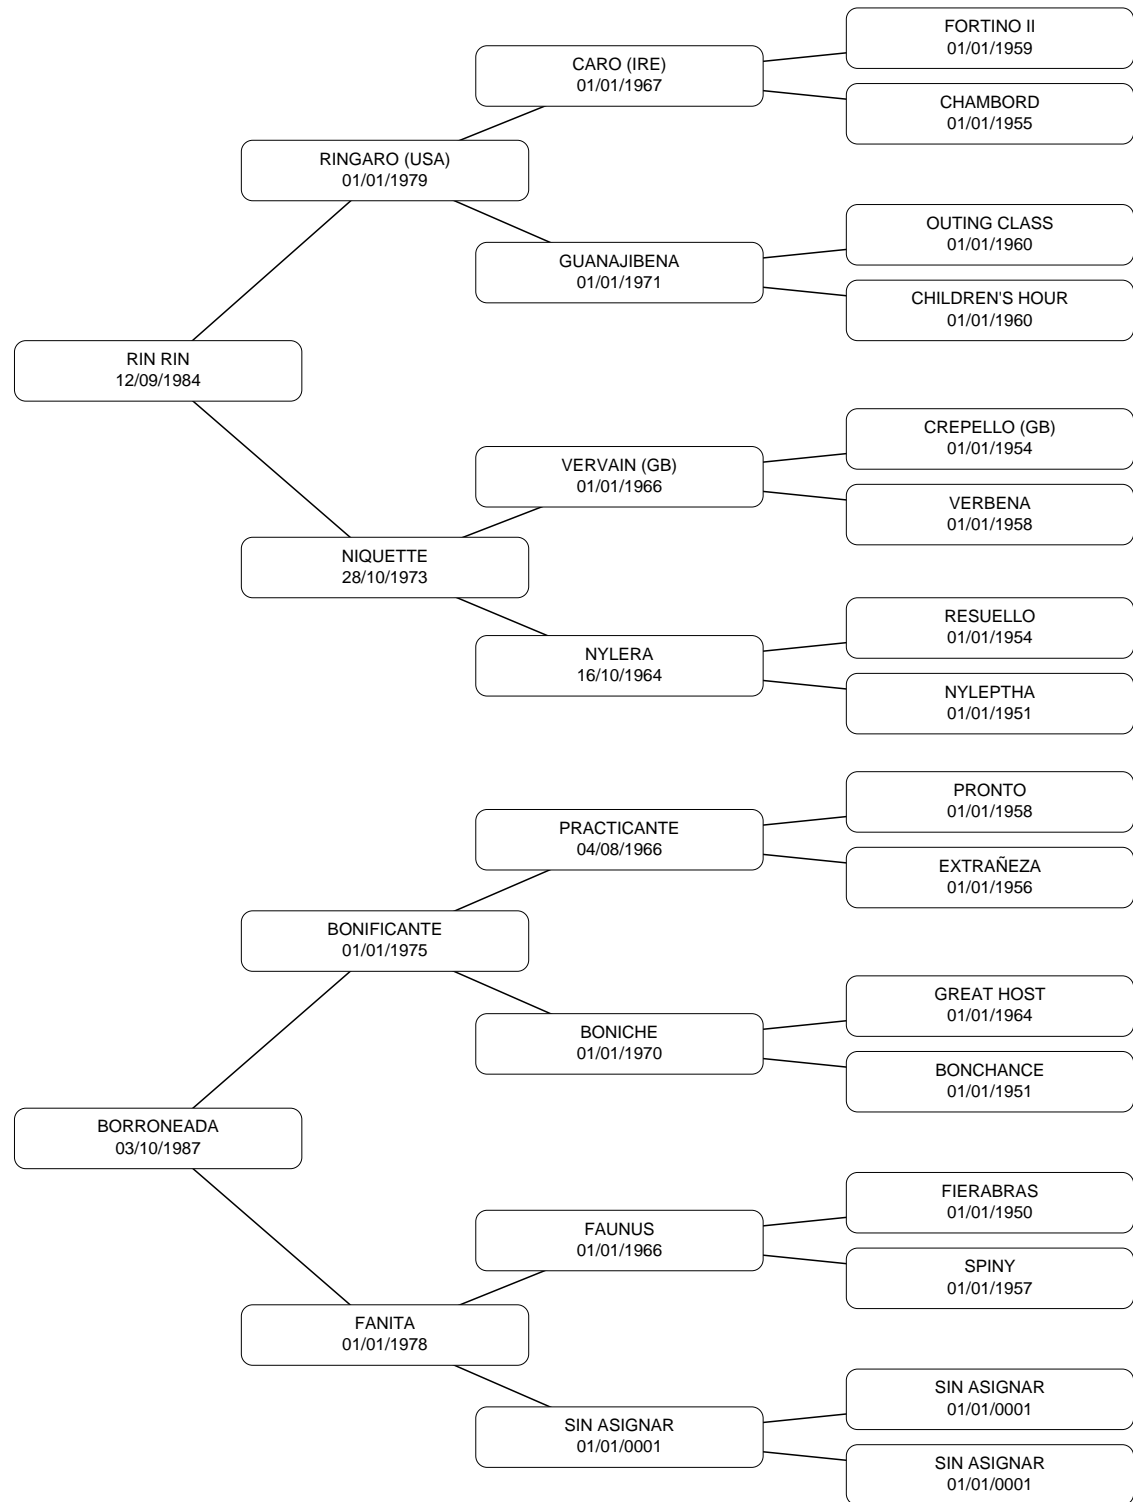 FORTINO II
01/01/1959
CARO (IRE)
01/01/1967
CHAMBORD
01/01/1955
RINGARO (USA)
01/01/1979
OUTING CLASS
01/01/1960
GUANAJIBENA
01/01/1971
CHILDREN'S HOUR
01/01/1960
RIN RIN
12/09/1984
CREPELLO (GB)
01/01/1954
VERVAIN (GB)
01/01/1966
VERBENA
01/01/1958
NIQUETTE
28/10/1973
RESUELLO
01/01/1954
NYLERA
16/10/1964
NYLEPTHA
01/01/1951
PRONTO
01/01/1958
PRACTICANTE
04/08/1966
EXTRAÑEZA
01/01/1956
BONIFICANTE
01/01/1975
GREAT HOST
01/01/1964
BONICHE
01/01/1970
BONCHANCE
01/01/1951
BORRONEADA
03/10/1987
FIERABRAS
01/01/1950
FAUNUS
01/01/1966
SPINY
01/01/1957
FANITA
01/01/1978
SIN ASIGNAR
01/01/0001
SIN ASIGNAR
01/01/0001
SIN ASIGNAR
01/01/0001